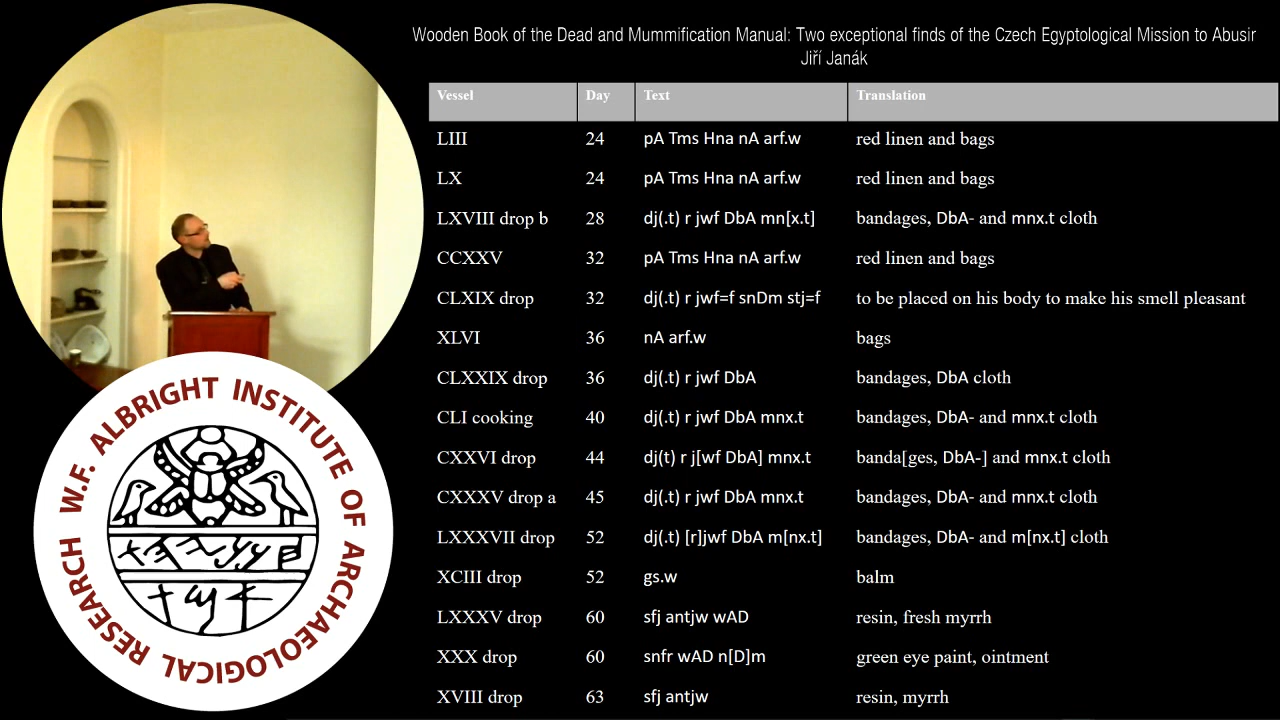 Wooden Book of the Dead and Mummification Manual: Two exceptional finds of the Czech Egyptological Mission to Abusir
Jiří Janák
Vessel Day Text Translation
LIII 24 pA Tms Hna nA arf.w red linen and bags
LX 24 pA Tms Hna nA arf.w red linen and bags
LXVIII drop b 28 dj(.t) r jwf DbA mn[x.t] bandages, DbA- and mnx.t cloth
CCXXV 32 pA Tms Hna nA arf.w red linen and bags
CLXIX drop 32 dj(.t) r jwf=f snDm stj=f to be placed on his body to make his smell pleasant
XLVI 36 nA arf.w bags
CLXXIX drop 36 dj(.t) r jwf DbA bandages, DbA cloth
CLI cooking 40 dj(.t) r jwf DbA mnx.t bandages, DbA- and mnx.t cloth
CXXVI drop 44 dj(t) r j[wf DbA] mnx.t banda[ges, DbA-] and mnx.t cloth
CXXXV drop a 45 dj(.t) r jwf DbA mnx.t bandages, DbA- and mnx.t cloth
LXXXVII drop 52 dj(.t) [r]jwf DbA m[nx.t] bandages, DbA- and m[nx.t] cloth
XCIII drop 52 gs.w balm
LXXXV drop 60 sfj antjw wAD resin, fresh myrrh
XXX drop 60 snfr wAD n[D]m green eye paint, ointment
XVIII drop 63 sfj antjw resin, myrrh
W.F. ALBRIGHT INSTITUTE OF ARCHAEOLOGICAL RESEARCH